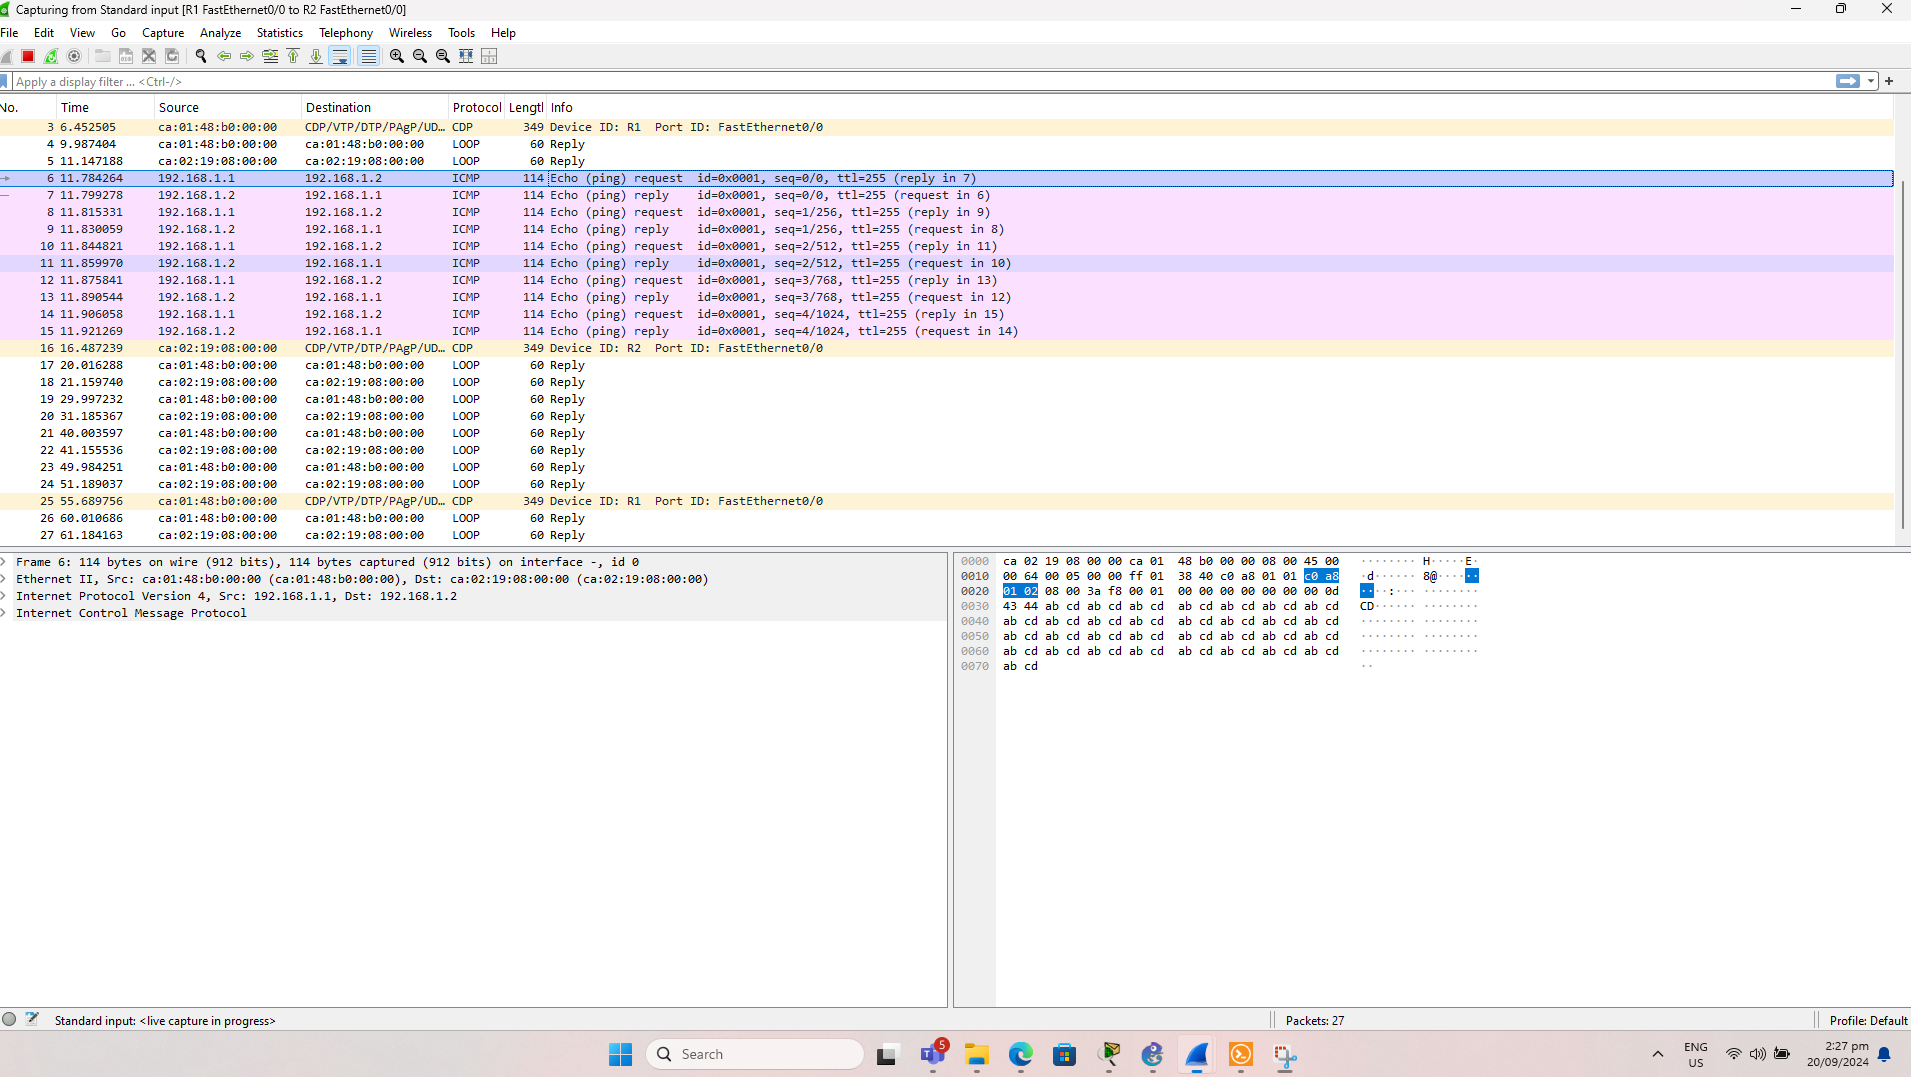 Capturing from Standard input [R1 FastEthernet0/0 to R2 FastEthernet0/0]
File Edit View Go Capture Analyze Statistics Telephony Wireless Tools Help
Apply a display filter ... <Ctrl-/>
No. Time Source Destination Protocol Lengtl Info
3 6.452505 ca:01:48:b0:00:00 CDP/VTP/DTP/PAgP/UD… CDP 349 Device ID: R1 Port ID: FastEthernet0/0
4 9.987404 ca:01:48:b0:00:00 ca:01:48:b0:00:00 LOOP 60 Reply
5 11.147188 ca:02:19:08:00:00 ca:02:19:08:00:00 LOOP 60 Reply
6 11.784264 192.168.1.1 192.168.1.2 ICMP 114 Echo (ping) request id=0x0001, seq=0/0, ttl=255 (reply in 7)
7 11.799278 192.168.1.2 192.168.1.1 ICMP 114 Echo (ping) reply id=0x0001, seq=0/0, ttl=255 (request in 6)
8 11.815331 192.168.1.1 192.168.1.2 ICMP 114 Echo (ping) request id=0x0001, seq=1/256, ttl=255 (reply in 9)
9 11.830059 192.168.1.2 192.168.1.1 ICMP 114 Echo (ping) reply id=0x0001, seq=1/256, ttl=255 (request in 8)
10 11.844821 192.168.1.1 192.168.1.2 ICMP 114 Echo (ping) request id=0x0001, seq=2/512, ttl=255 (reply in 11)
11 11.859970 192.168.1.2 192.168.1.1 ICMP 114 Echo (ping) reply id=0x0001, seq=2/512, ttl=255 (request in 10)
12 11.875841 192.168.1.1 192.168.1.2 ICMP 114 Echo (ping) request id=0x0001, seq=3/768, ttl=255 (reply in 13)
13 11.890544 192.168.1.2 192.168.1.1 ICMP 114 Echo (ping) reply id=0x0001, seq=3/768, ttl=255 (request in 12)
14 11.906058 192.168.1.1 192.168.1.2 ICMP 114 Echo (ping) request id=0x0001, seq=4/1024, ttl=255 (reply in 15)
15 11.921269 192.168.1.2 192.168.1.1 ICMP 114 Echo (ping) reply id=0x0001, seq=4/1024, ttl=255 (request in 14)
16 16.487239 ca:02:19:08:00:00 CDP/VTP/DTP/PAgP/UD… CDP 349 Device ID: R2 Port ID: FastEthernet0/0
17 20.016288 ca:01:48:b0:00:00 ca:01:48:b0:00:00 LOOP 60 Reply
18 21.159740 ca:02:19:08:00:00 ca:02:19:08:00:00 LOOP 60 Reply
19 29.997232 ca:01:48:b0:00:00 ca:01:48:b0:00:00 LOOP 60 Reply
20 31.185367 ca:02:19:08:00:00 ca:02:19:08:00:00 LOOP 60 Reply
21 40.003597 ca:01:48:b0:00:00 ca:01:48:b0:00:00 LOOP 60 Reply
22 41.155536 ca:02:19:08:00:00 ca:02:19:08:00:00 LOOP 60 Reply
23 49.984251 ca:01:48:b0:00:00 ca:01:48:b0:00:00 LOOP 60 Reply
24 51.189037 ca:02:19:08:00:00 ca:02:19:08:00:00 LOOP 60 Reply
25 55.689756 ca:01:48:b0:00:00 CDP/VTP/DTP/PAgP/UD… CDP 349 Device ID: R1 Port ID: FastEthernet0/0
26 60.010686 ca:01:48:b0:00:00 ca:01:48:b0:00:00 LOOP 60 Reply
27 61.184163 ca:02:19:08:00:00 ca:02:19:08:00:00 LOOP 60 Reply
Frame 6: 114 bytes on wire (912 bits), 114 bytes captured (912 bits) on interface -, id 0
Ethernet II, Src: ca:01:48:b0:00:00 (ca:01:48:b0:00:00), Dst: ca:02:19:08:00:00 (ca:02:19:08:00:00)
Internet Protocol Version 4, Src: 192.168.1.1, Dst: 192.168.1.2
Internet Control Message Protocol
0000 ca 02 19 08 00 00 ca 01 48 b0 00 00 08 00 45 00 ········ H·····E·
0010 00 64 00 05 00 00 ff 01 38 40 c0 a8 01 01 c0 a8 ·d······ 8@······
0020 01 02 08 00 3a f8 00 01 00 00 00 00 00 00 00 0d ····:··· ········
0030 43 44 ab cd ab cd ab cd ab cd ab cd ab cd ab cd CD······ ········
0040 ab cd ab cd ab cd ab cd ab cd ab cd ab cd ab cd ········ ········
0050 ab cd ab cd ab cd ab cd ab cd ab cd ab cd ab cd ········ ········
0060 ab cd ab cd ab cd ab cd ab cd ab cd ab cd ab cd ········ ········
0070 ab cd ··
Standard input: <live capture in progress> Packets: 27 Profile: Default
Search
5
ENG
US
2:27 pm
20/09/2024